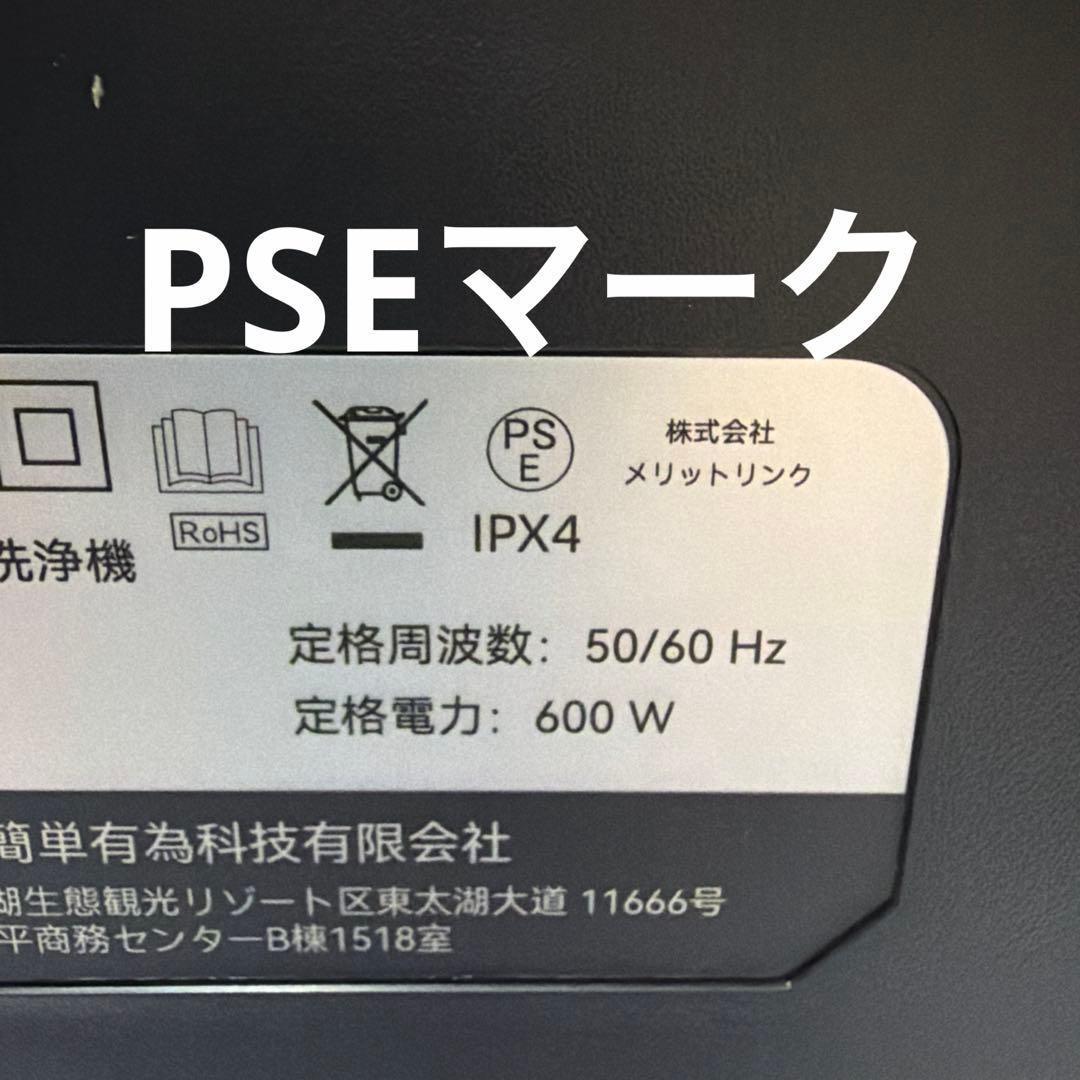 PSEマーク
PS
E
株式会社
メリットリンク
RoHS
IPX4
洗浄機
定格周波数： 50/60 Hz
定格電力： 600 W
簡単有為科技有限会社
湖生態観光リゾート区東太湖大道 11666号
平商務センターB棟1518室